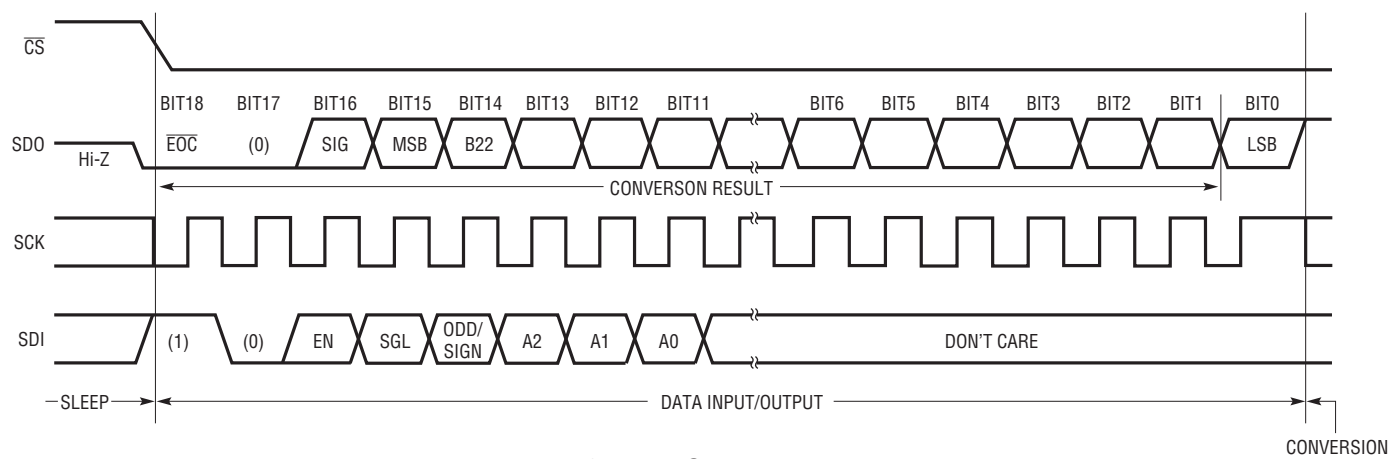 CS
BIT18 BIT17 BIT16 BIT15 BIT14 BIT13 BIT12 BIT11 BIT6 BIT5 BIT4 BIT3 BIT2 BIT1 BIT0
SDO Hi-Z EOC (0) SIG MSB B22 LSB
CONVERSON RESULT
SCK
SDI (1) (0) EN SGL ODD/
SIGN A2 A1 A0 DON'T CARE
SLEEP DATA INPUT/OUTPUT
CONVERSION